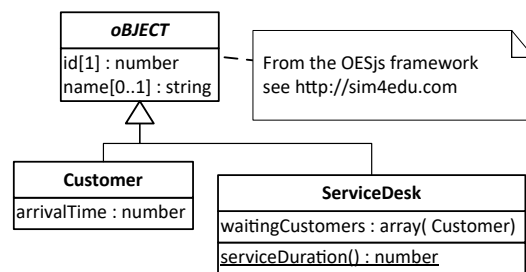 oBJECT
id[1] : number
name[0..1] : string
From the OESjs framework
see http://sim4edu.com
Customer
arrivalTime : number
ServiceDesk
waitingCustomers : array( Customer)
serviceDuration() : number